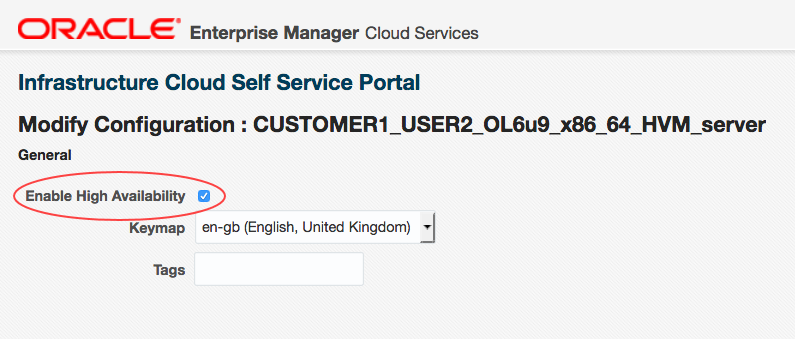 ORACLE® Enterprise Manager Cloud Services
Infrastructure Cloud Self Service Portal
Modify Configuration : CUSTOMER1_USER2_OL6u9_x86_64_HVM_server
General
Enable High Availability
Keymap en-gb (English, United Kingdom)
Tags